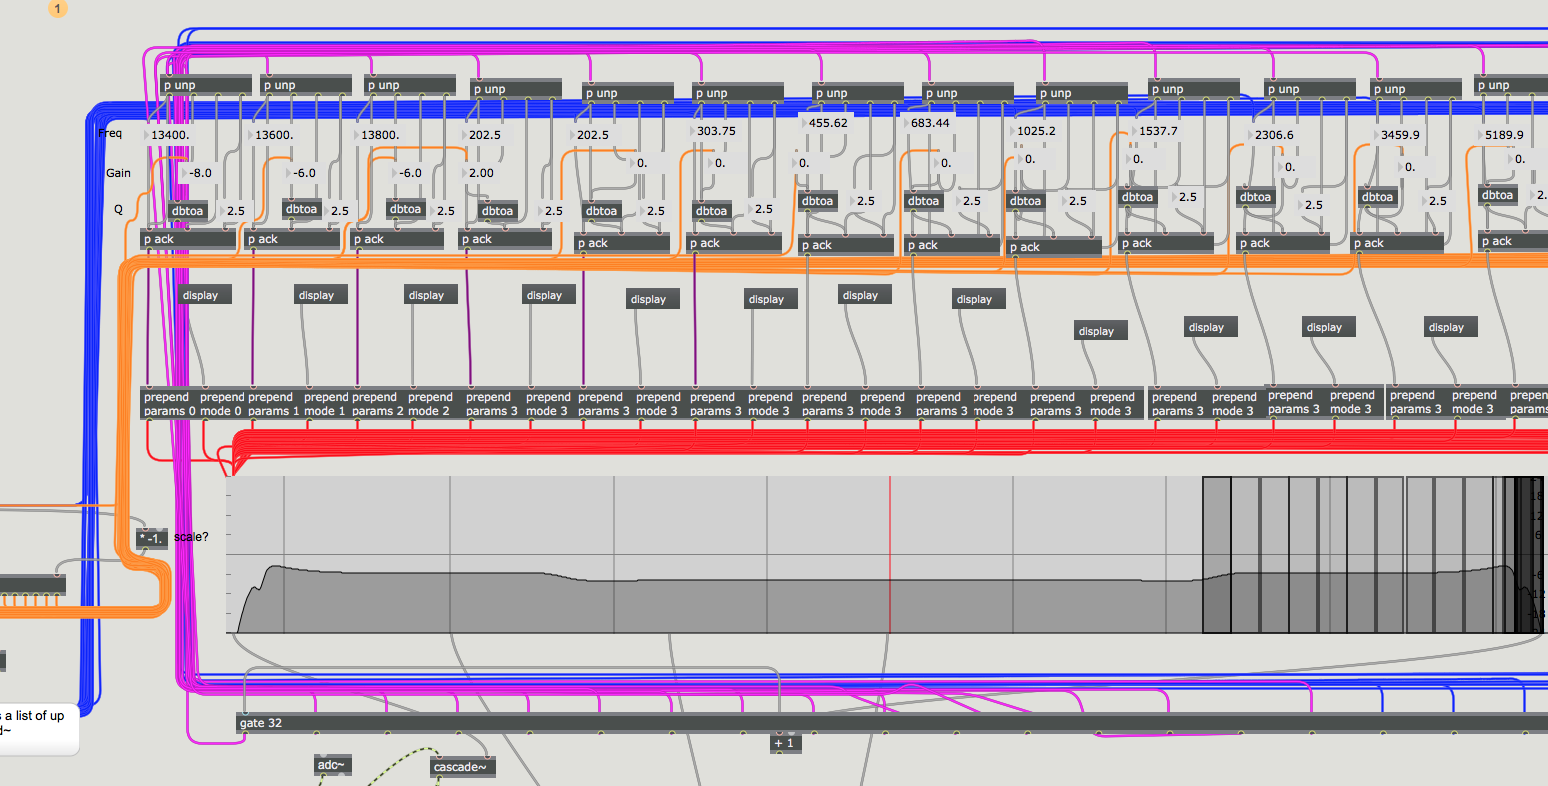 1
p unp p unp p unp p unp p unp p unp p unp p unp p unp p unp p unp p unp p unp
Freq 13400. 13600. 13800. 202.5 202.5 303.75 455.62 683.44 1025.2 1537.7 2306.6 3459.9 5189.9
Gain -8.0 -6.0 -6.0 2.00 0. 0. 0. 0. 0. 0. 0. 0. 0.
Q dbtoa 2.5 dbtoa 2.5 dbtoa 2.5 dbtoa 2.5 dbtoa 2.5 dbtoa 2.5 dbtoa 2.5 dbtoa 2.5 dbtoa 2.5 dbtoa 2.5 dbtoa 2.5 dbtoa 2.5 dbtoa 2.
p ack p ack p ack p ack p ack p ack p ack p ack p ack p ack p ack p ack p ack
display display display display display display display display display display display display
prepend prepend prepend prepend prepend prepend prepend prepend prepend prepend prepend prepend prepend prepend prepend prepend prepend prepend prepend prepend prepend prepend prepend prepend prepen
params 0 mode 0 params 1 mode 1 params 2 mode 2 params 3 mode 3 params 3 mode 3 params 3 mode 3 params 3 mode 3 params 3 mode 3 params 3 mode 3 params 3 mode 3 params 3 mode 3 params 3 mode 3 params
* -1. scale?
18
12
6
-6
-12
-18
s a list of up
d~
gate 32
+ 1
adc~
cascade~